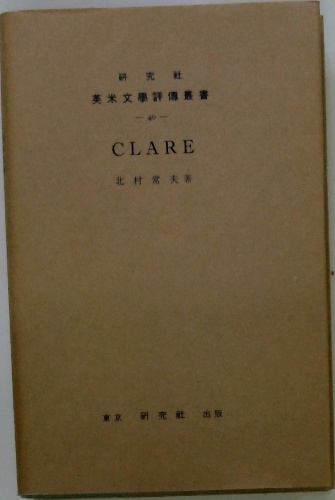 研究社
英米文學評傳叢書
— 40 —
CLARE
北村常夫著
東京 研究社 出版